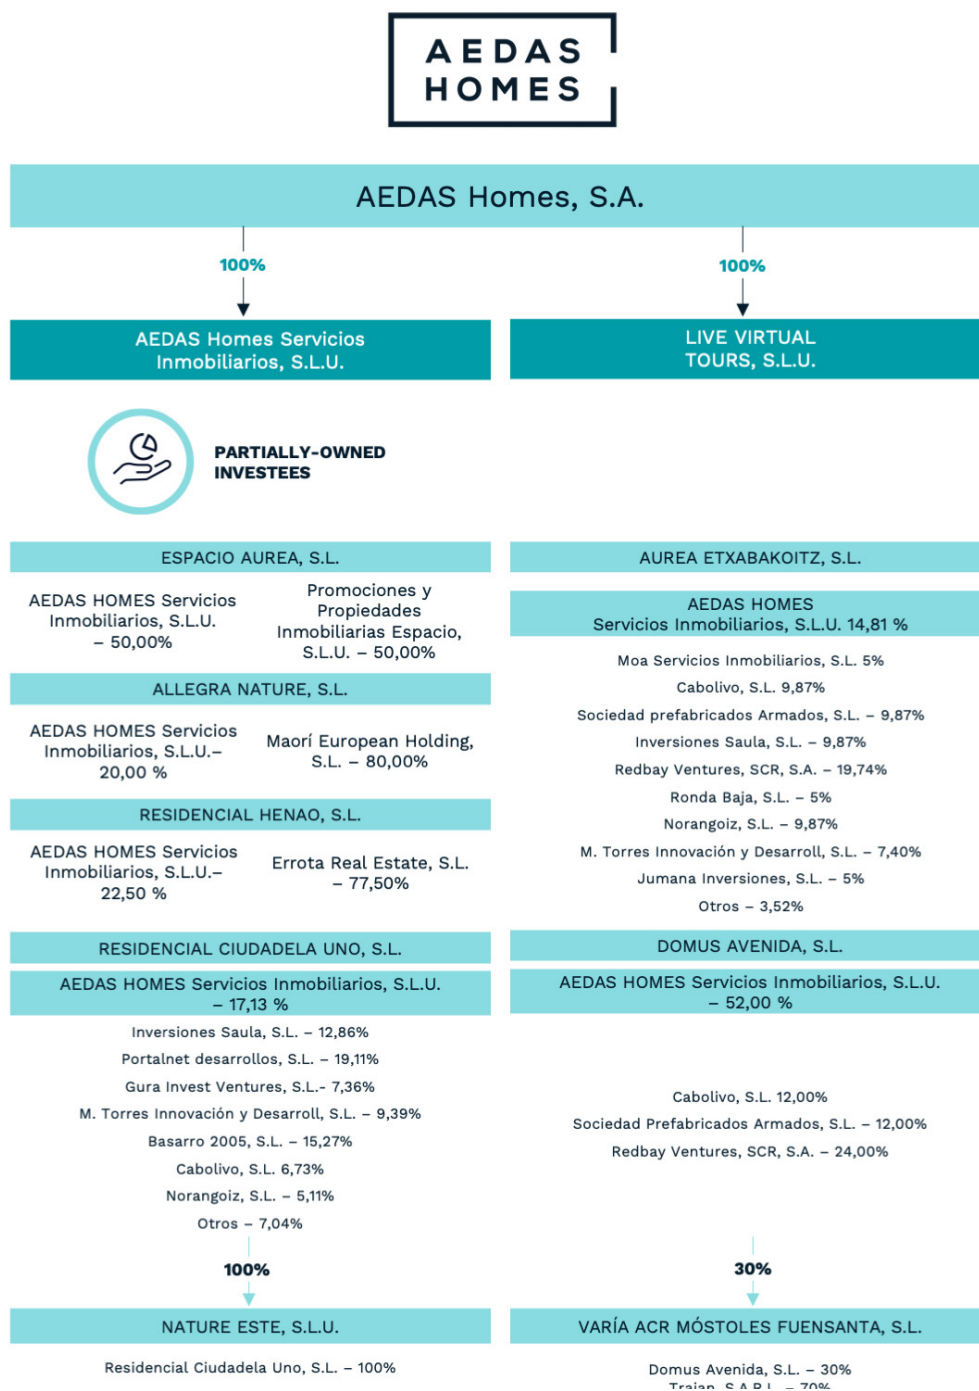 AEDAS
HOMES
AEDAS Homes, S.A.
100%
100%
AEDAS Homes Servicios
Inmobiliarios, S.L.U.
LIVE VIRTUAL
TOURS, S.L.U.
PARTIALLY-OWNED
INVESTEES
ESPACIO AUREA, S.L.
AEDAS HOMES Servicios
Inmobiliarios, S.L.U.
– 50,00%
Promociones y
Propiedades
Inmobiliarias Espacio,
S.L.U. – 50,00%
ALLEGRA NATURE, S.L.
AEDAS HOMES Servicios
Inmobiliarios, S.L.U.–
20,00 %
Maorí European Holding,
S.L. – 80,00%
RESIDENCIAL HENAO, S.L.
AEDAS HOMES Servicios
Inmobiliarios, S.L.U.–
22,50 %
Errota Real Estate, S.L.
– 77,50%
RESIDENCIAL CIUDADELA UNO, S.L.
AEDAS HOMES Servicios Inmobiliarios, S.L.U.
– 17,13 %
Inversiones Saula, S.L. – 12,86%
Portalnet desarrollos, S.L. – 19,11%
Gura Invest Ventures, S.L.- 7,36%
M. Torres Innovación y Desarroll, S.L. – 9,39%
Basarro 2005, S.L. – 15,27%
Cabolivo, S.L. 6,73%
Norangoiz, S.L. – 5,11%
Otros – 7,04%
100%
NATURE ESTE, S.L.U.
Residencial Ciudadela Uno, S.L. – 100%
AUREA ETXABAKOITZ, S.L.
AEDAS HOMES
Servicios Inmobiliarios, S.L.U. 14,81 %
Moa Servicios Inmobiliarios, S.L. 5%
Cabolivo, S.L. 9,87%
Sociedad prefabricados Armados, S.L. – 9,87%
Inversiones Saula, S.L. – 9,87%
Redbay Ventures, SCR, S.A. – 19,74%
Ronda Baja, S.L. – 5%
Norangoiz, S.L. – 9,87%
M. Torres Innovación y Desarroll, S.L. – 7,40%
Jumana Inversiones, S.L. – 5%
Otros – 3,52%
DOMUS AVENIDA, S.L.
AEDAS HOMES Servicios Inmobiliarios, S.L.U.
– 52,00 %
Cabolivo, S.L. 12,00%
Sociedad Prefabricados Armados, S.L. – 12,00%
Redbay Ventures, SCR, S.A. – 24,00%
30%
VARÍA ACR MÓSTOLES FUENSANTA, S.L.
Domus Avenida, S.L. – 30%
Trajan, S.A.R.L. – 70%